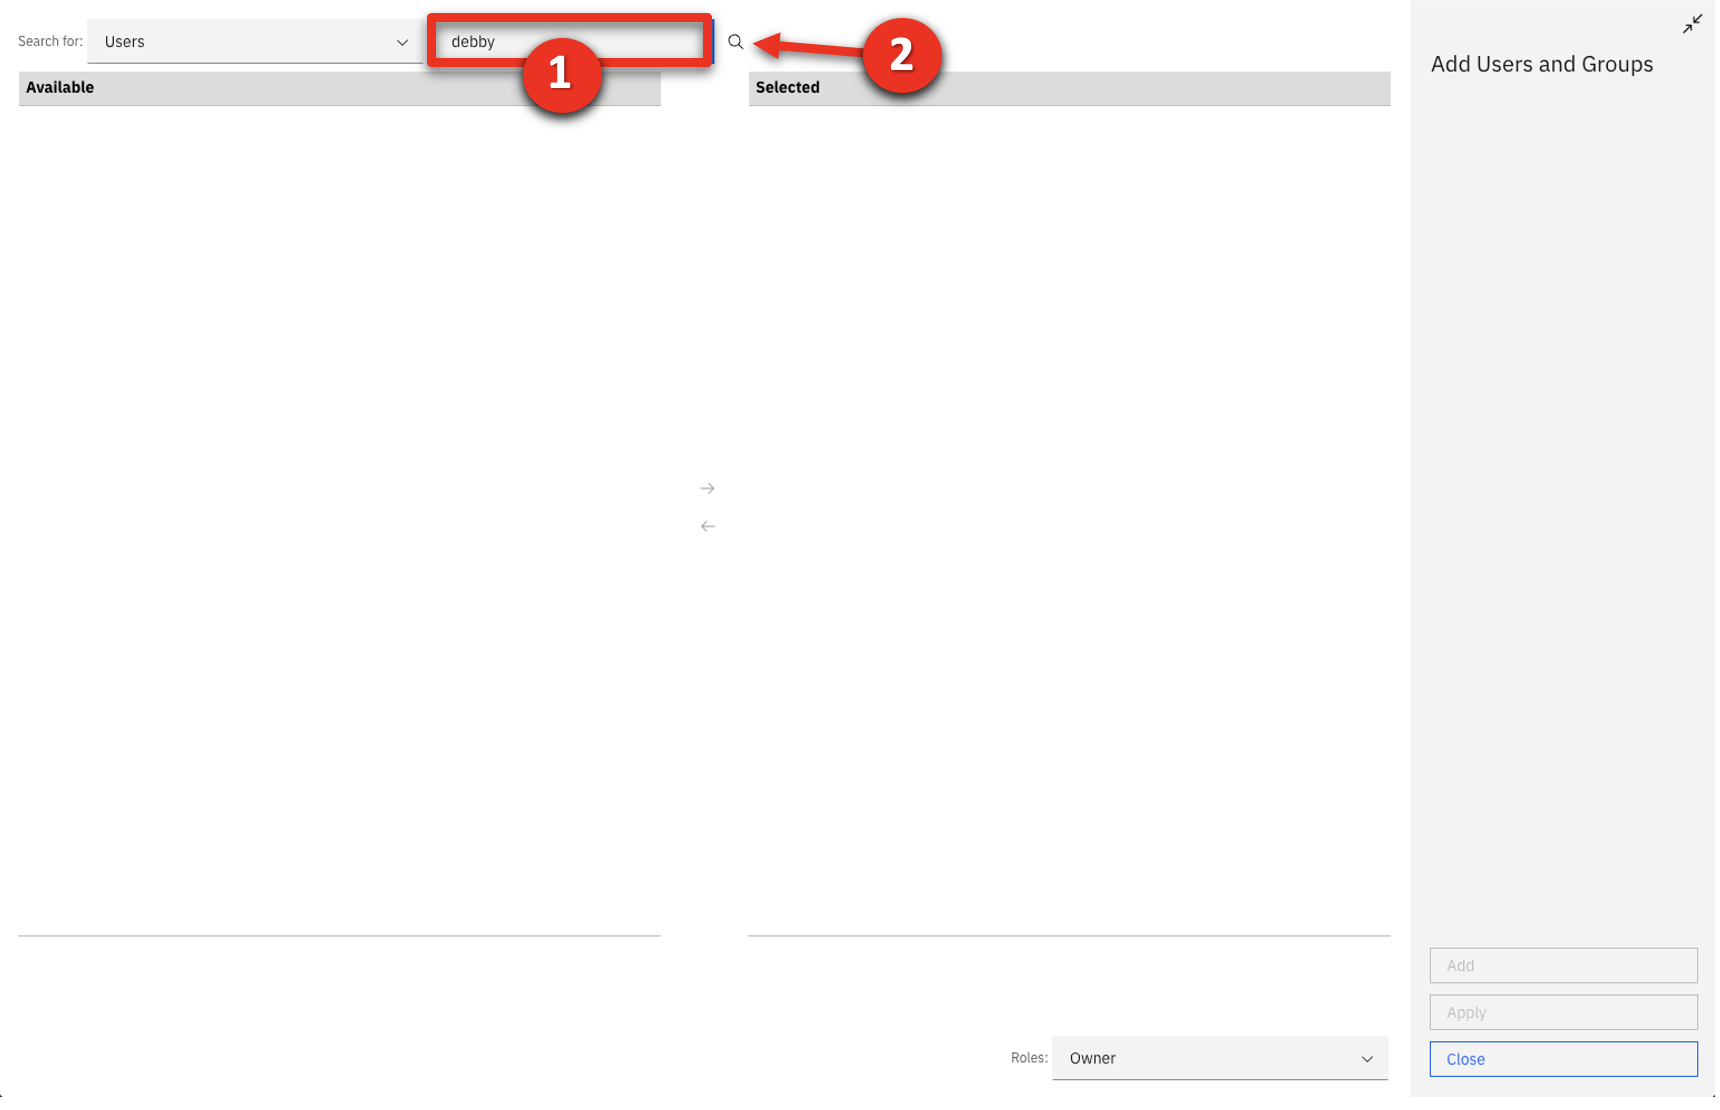 Search for: Users debby
1
2
Add Users and Groups
Available
Selected
Add
Apply
Roles: Owner
Close